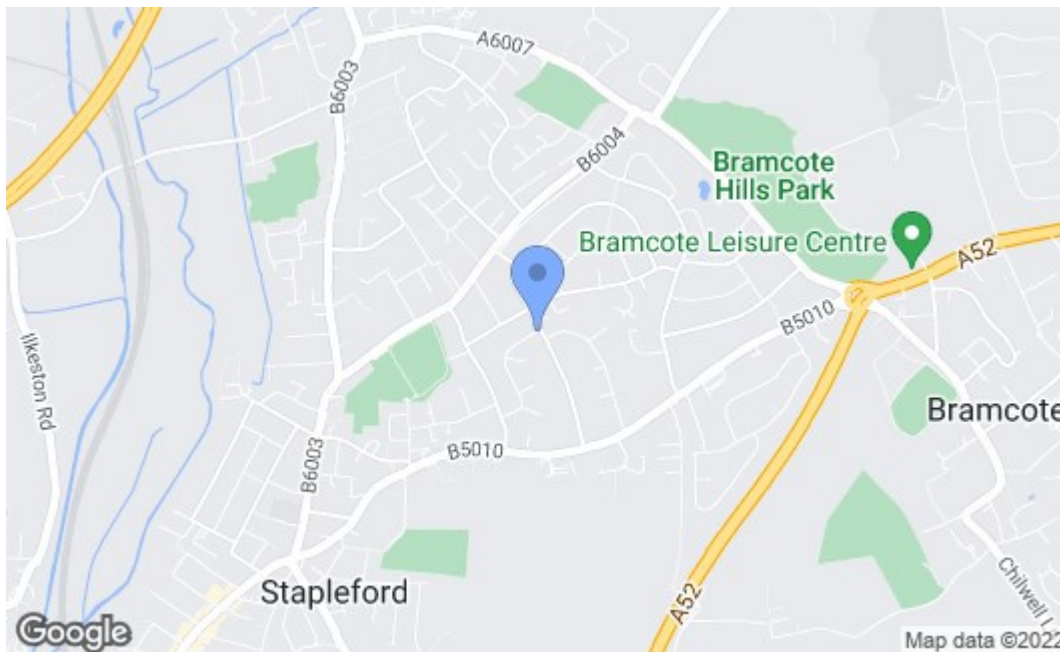 A6007
B6003
B6004
Bramcote
Hills Park
Bramcote Leisure Centre
A52
B5010
Ilkeston Rd
Bramcote
B5010
B6003
A52
Stapleford
Chilwell L
Google
Map data ©2022